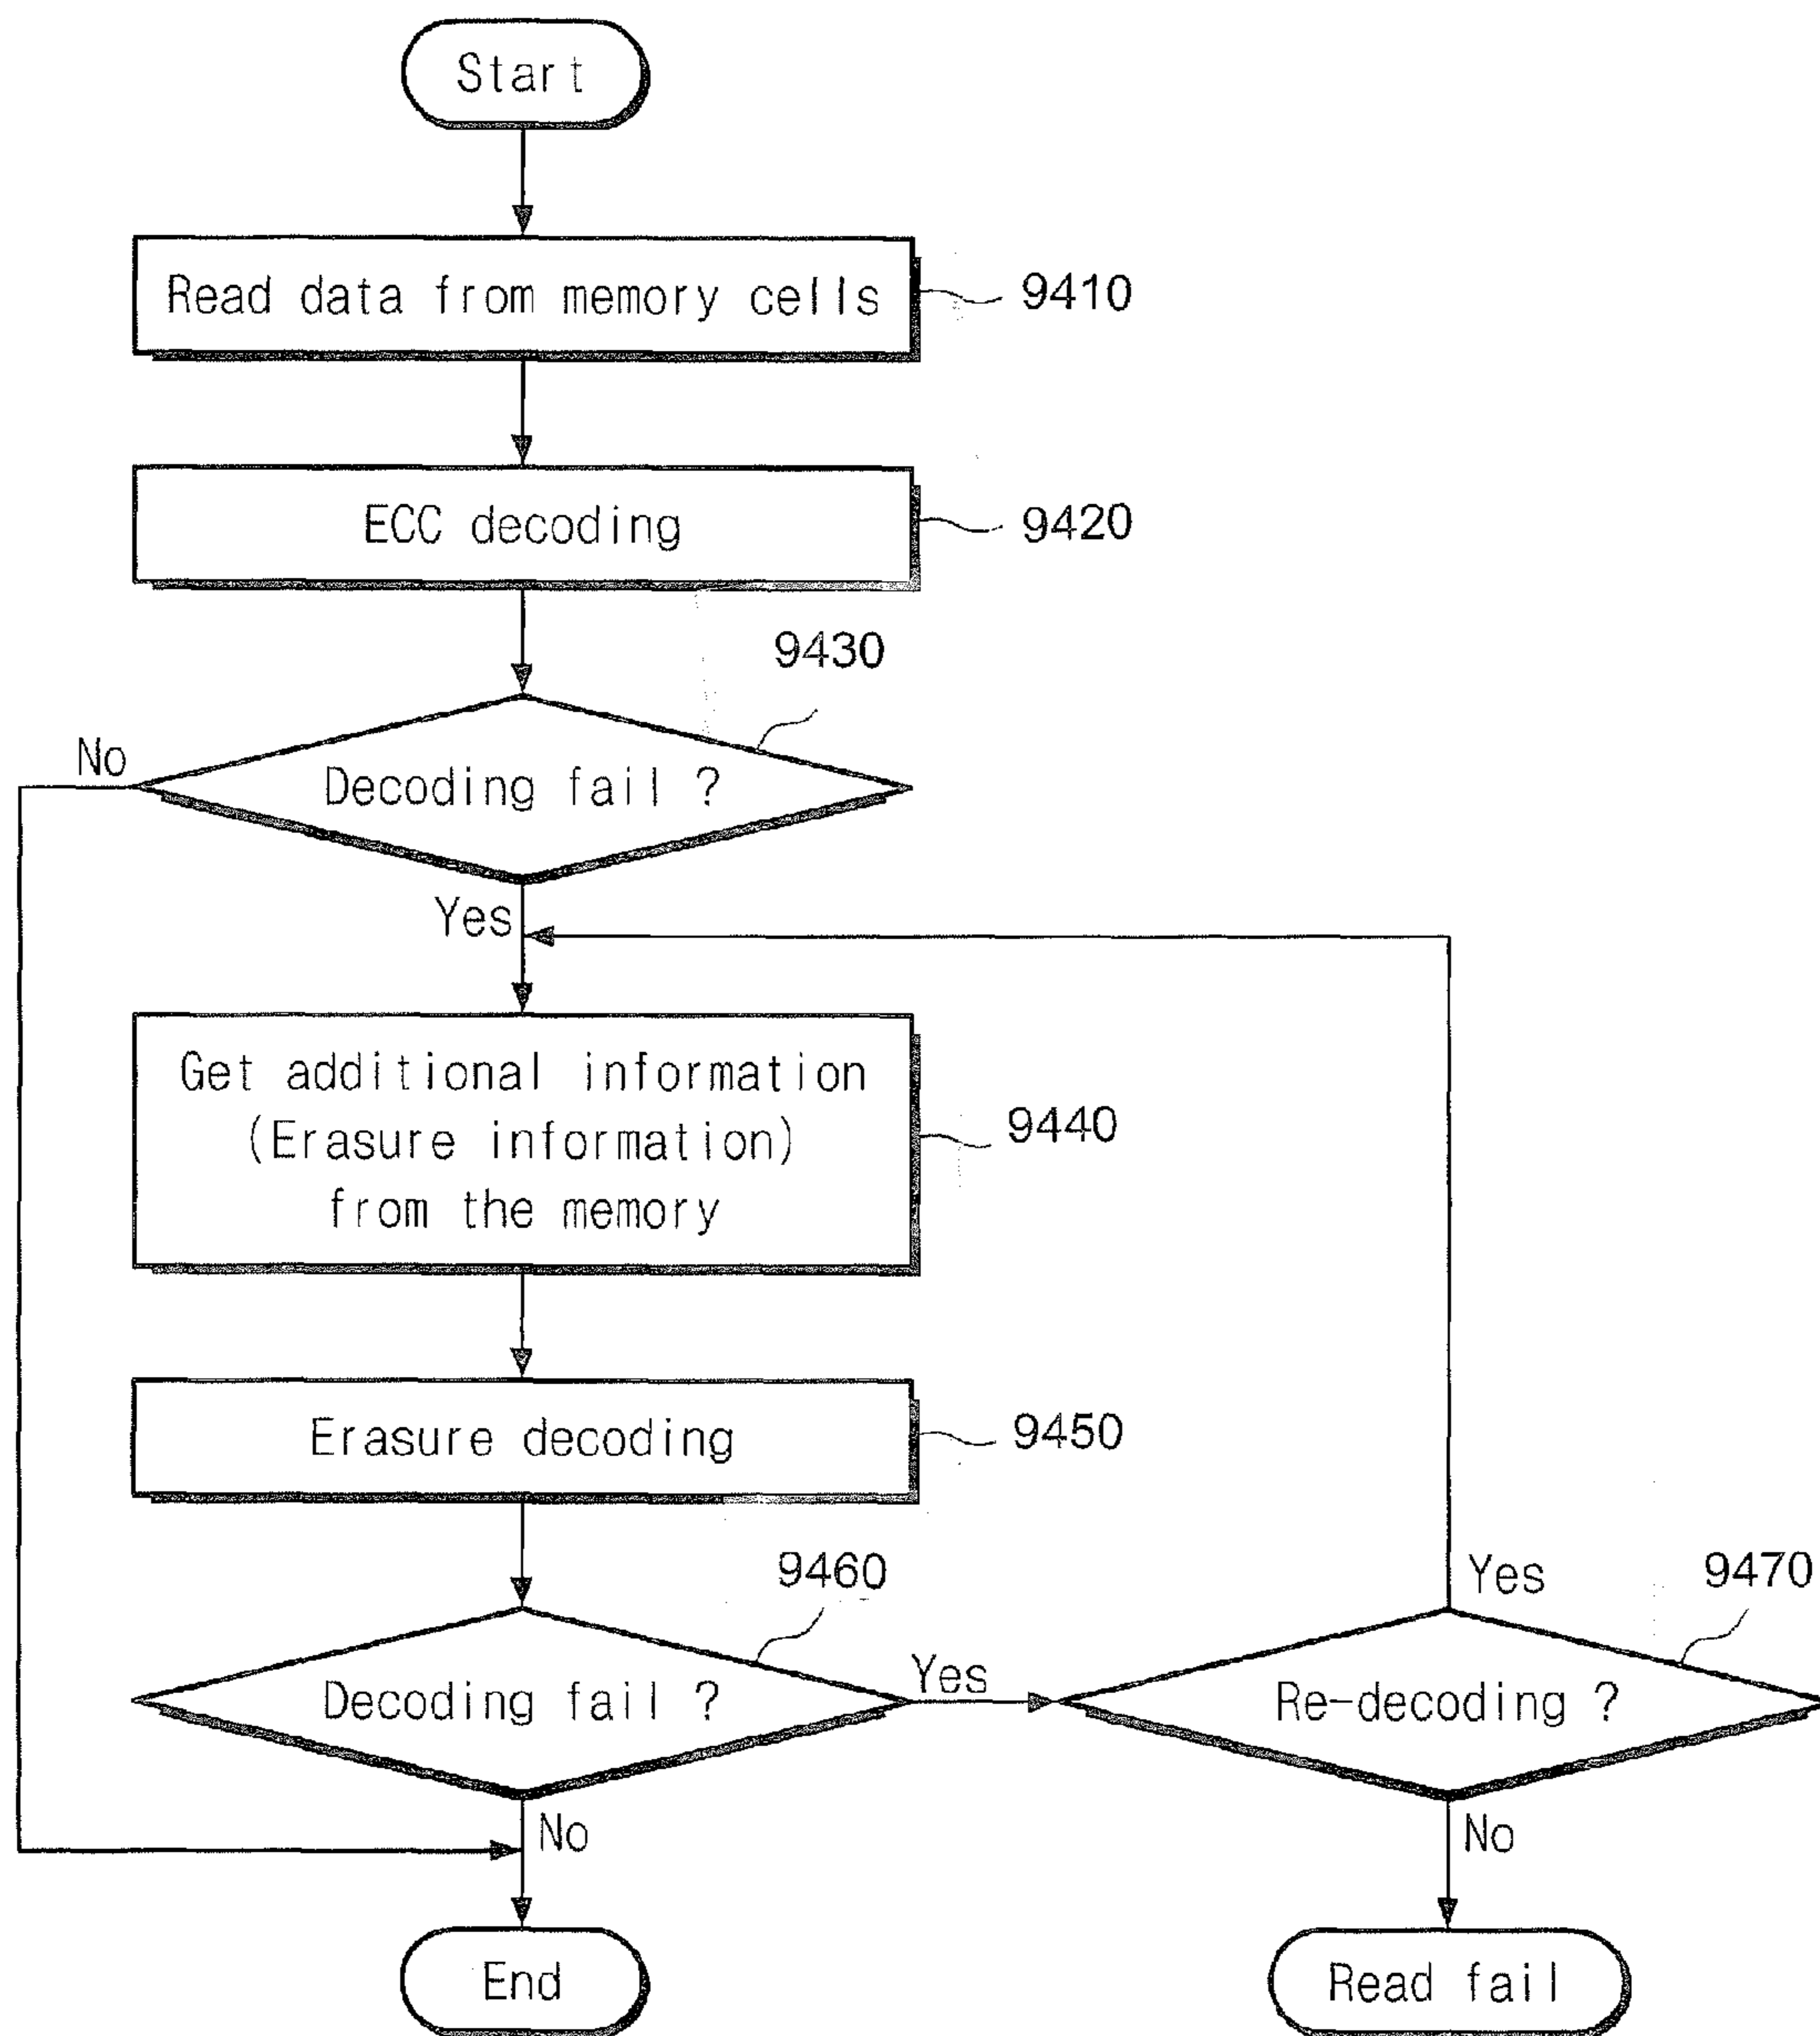 Start
Read data from memory cells
9410
ECC decoding
9420
9430
No
Decoding fail ?
Yes
Get additional information
(Erasure information)
from the memory
9440
Erasure decoding
9450
9460
Decoding fail ?
Yes
Yes
9470
Re-decoding ?
No
No
End
Read fail